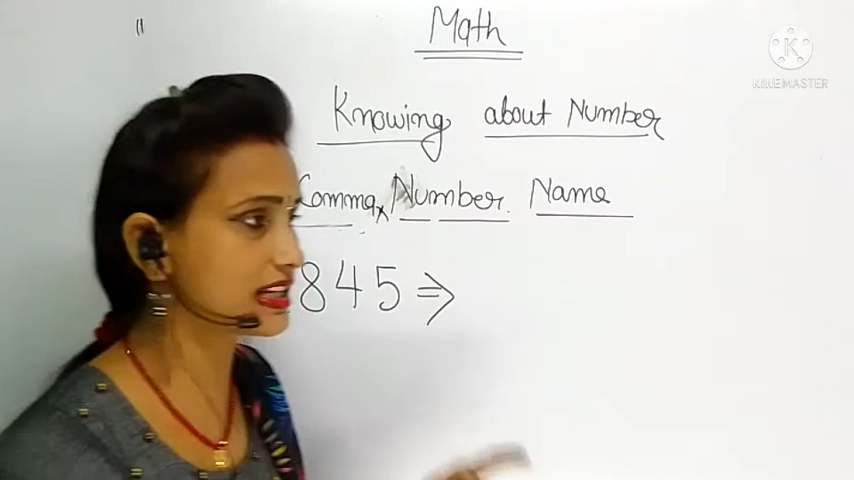 Math
KINEMASTER
Knowing about Number
Comma, Number Name
845 ⇒